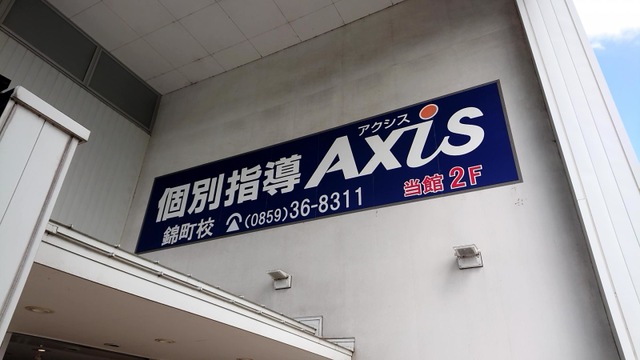 アクシス
個別指導 Axis
錦町校 (0859)36-8311 当館 2F